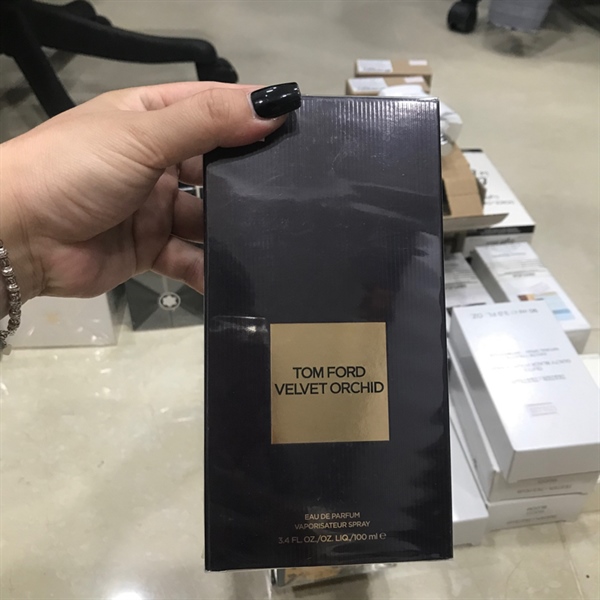 TOM FORD
VELVET ORCHID
EAU DE PARFUM
VAPORISATEUR SPRAY
3.4 FL.OZ./OZ. LIQ./100 ml ℮